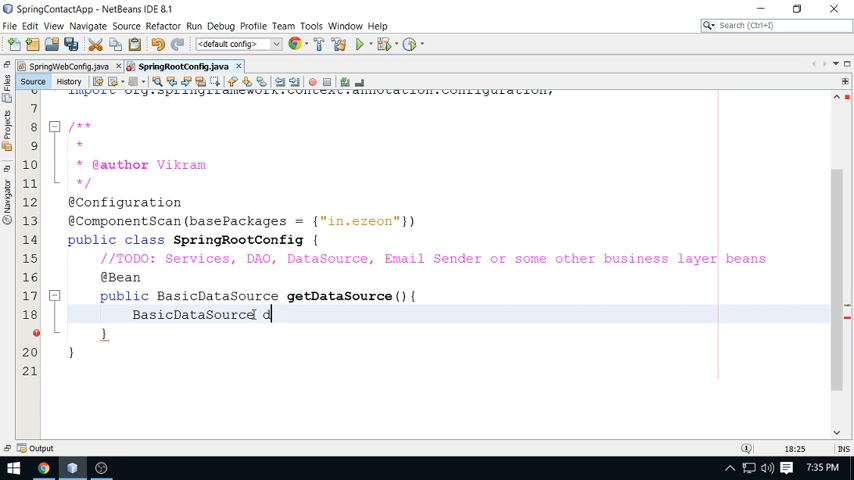 SpringContactApp - NetBeans IDE 8.1
File Edit View Navigate Source Refactor Run Debug Profile Team Tools Window Help
Search (Ctrl+I)
<default config>
SpringWebConfig.java SpringRootConfig.java
Source History
Files
Projects
Navigator
6 import org.springframework.context.annotation.Configuration;
7
8 /**
9 *
10 * @author Vikram
11 */
12 @Configuration
13 @ComponentScan(basePackages = {"in.ezeon"})
14 public class SpringRootConfig {
15 //TODO: Services, DAO, DataSource, Email Sender or some other business layer beans
16 @Bean
17 public BasicDataSource getDataSource(){
18 BasicDataSource d
}
20 }
21
Output
18:25 INS
7:35 PM